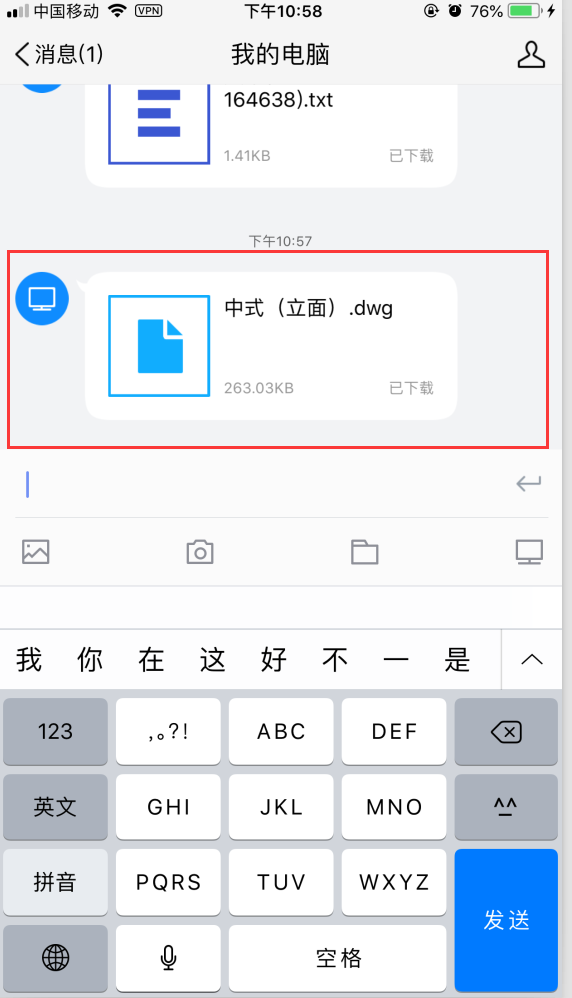 中国移动 VPN 下午10:58 76%
消息(1) 我的电脑
164638).txt
1.41KB 已下载
下午10:57
中式（立面）.dwg
263.03KB 已下载
我 你 在 这 好 不 一 是
123 ,。?! ABC DEF
英文 GHI JKL MNO ^^
拼音 PQRS TUV WXYZ
发送
空格